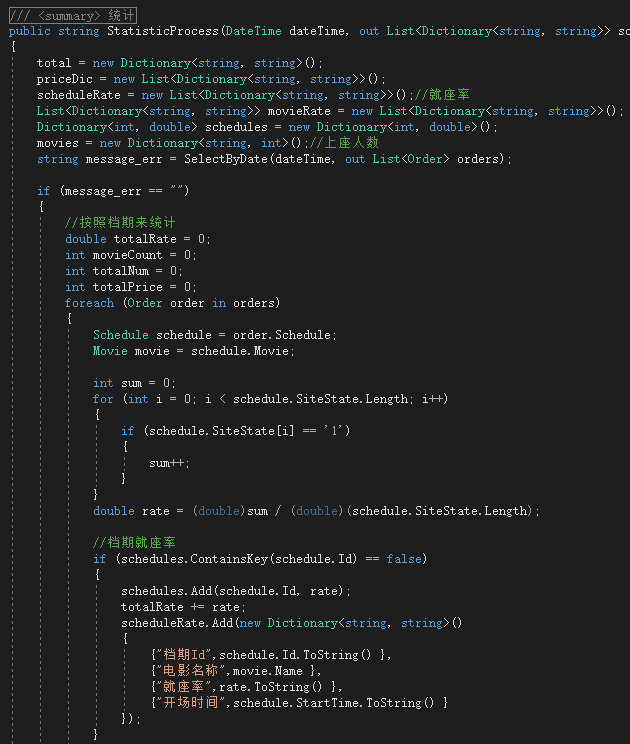 /// <summary> 统计
public string StatisticProcess(DateTime dateTime, out List<Dictionary<string, string>> sc
{
    total = new Dictionary<string, string>();
    priceDic = new List<Dictionary<string, string>>();
    scheduleRate = new List<Dictionary<string, string>>();//就座率
    List<Dictionary<string, string>> movieRate = new List<Dictionary<string, string>>();
    Dictionary<int, double> schedules = new Dictionary<int, double>();
    movies = new Dictionary<string, int>();//上座人数
    string message_err = SelectByDate(dateTime, out List<Order> orders);
    if (message_err == "")
    {
        //按照档期来统计
        double totalRate = 0;
        int movieCount = 0;
        int totalNum = 0;
        int totalPrice = 0;
        foreach (Order order in orders)
        {
            Schedule schedule = order.Schedule;
            Movie movie = schedule.Movie;
            int sum = 0;
            for (int i = 0; i < schedule.SiteState.Length; i++)
            {
                if (schedule.SiteState[i] == '1')
                {
                    sum++;
                }
            }
            double rate = (double)sum / (double)(schedule.SiteState.Length);
            //档期就座率
            if (schedules.ContainsKey(schedule.Id) == false)
            {
                schedules.Add(schedule.Id, rate);
                totalRate += rate;
                scheduleRate.Add(new Dictionary<string, string>()
                {
                    {"档期Id",schedule.Id.ToString() },
                    {"电影名称",movie.Name },
                    {"就座率",rate.ToString() },
                    {"开场时间",schedule.StartTime.ToString() }
                });
            }